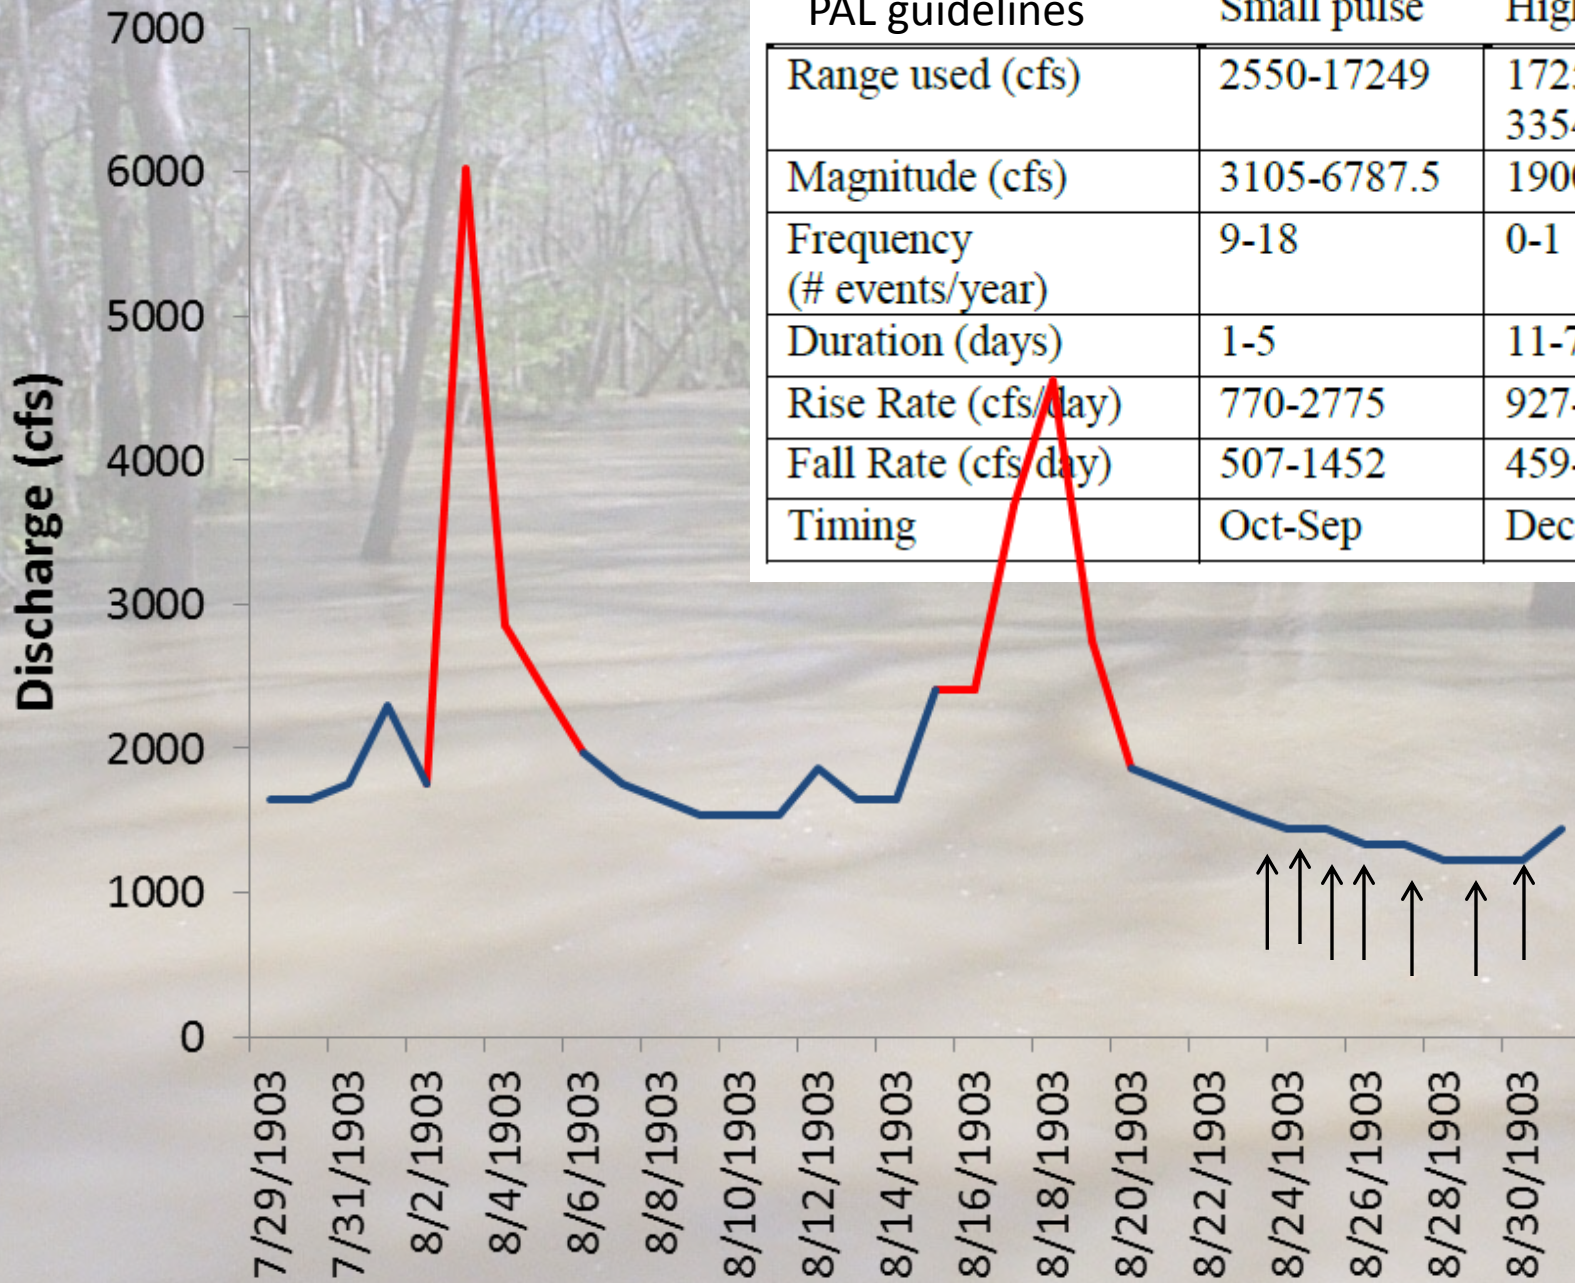 PAL guidelines Small pulse
Range used (cfs) 2550-17249
Magnitude (cfs) 3105-6787.5
Frequency 9-18 0-1
(# events/year)
Duration (days) 1-5
Rise Rate (cfs/day) 770-2775
Fall Rate (cfs/day) 507-1452
Timing Oct-Sep Dec
Discharge (cfs)
7000
6000
5000
4000
3000
2000
1000
0
7/29/1903
7/31/1903
8/2/1903
8/4/1903
8/6/1903
8/8/1903
8/10/1903
8/12/1903
8/14/1903
8/16/1903
8/18/1903
8/20/1903
8/22/1903
8/24/1903
8/26/1903
8/28/1903
8/30/1903